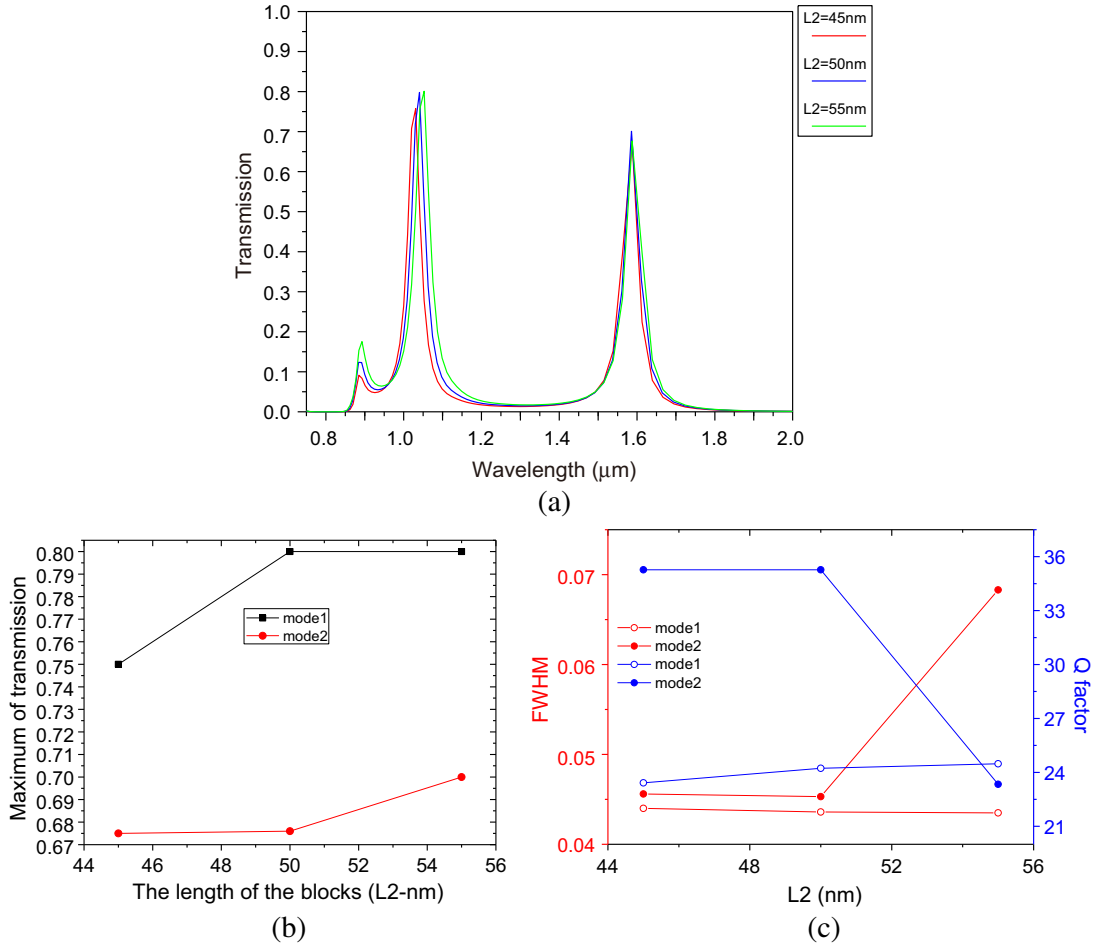 L2=45nm
L2=50nm
L2=55nm
1.0
0.9
0.8
0.7
0.6
0.5
0.4
0.3
0.2
0.1
0.0
Transmission
0.8 1.0 1.2 1.4 1.6 1.8 2.0
Wavelength (μm)
(a)
0.80
0.79
0.78
0.77
0.76
0.75
0.74
0.73
0.72
0.71
0.70
0.69
0.68
0.67
Maximum of transmission
mode1
mode2
44 46 48 50 52 54 56
The length of the blocks (L2-nm)
(b)
0.07
0.06
0.05
0.04
FWHM
mode1
mode2
mode1
mode2
36
33
30
27
24
21
Q factor
44 48 52 56
L2 (nm)
(c)